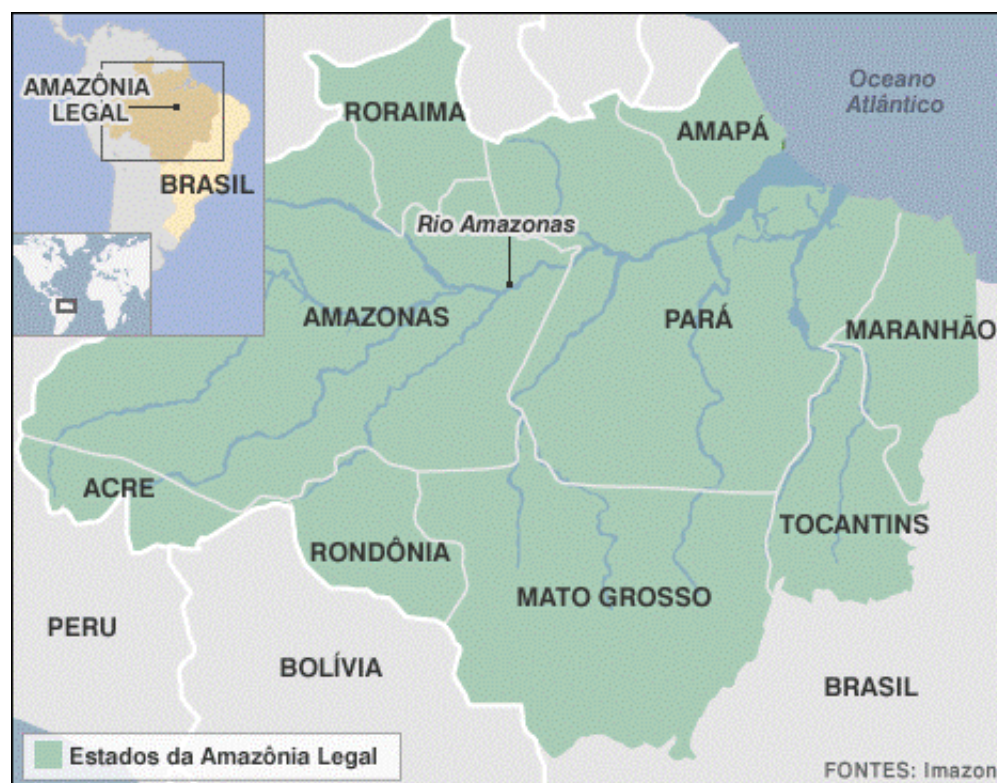 AMAZÔNIA
LEGAL
BRASIL
RORAIMA
AMAPÁ
Oceano
Atlântico
Rio Amazonas
AMAZONAS
PARÁ
MARANHÃO
ACRE
RONDÔNIA
TOCANTINS
MATO GROSSO
PERU
BOLÍVIA
BRASIL
Estados da Amazônia Legal
FONTES: Imazon